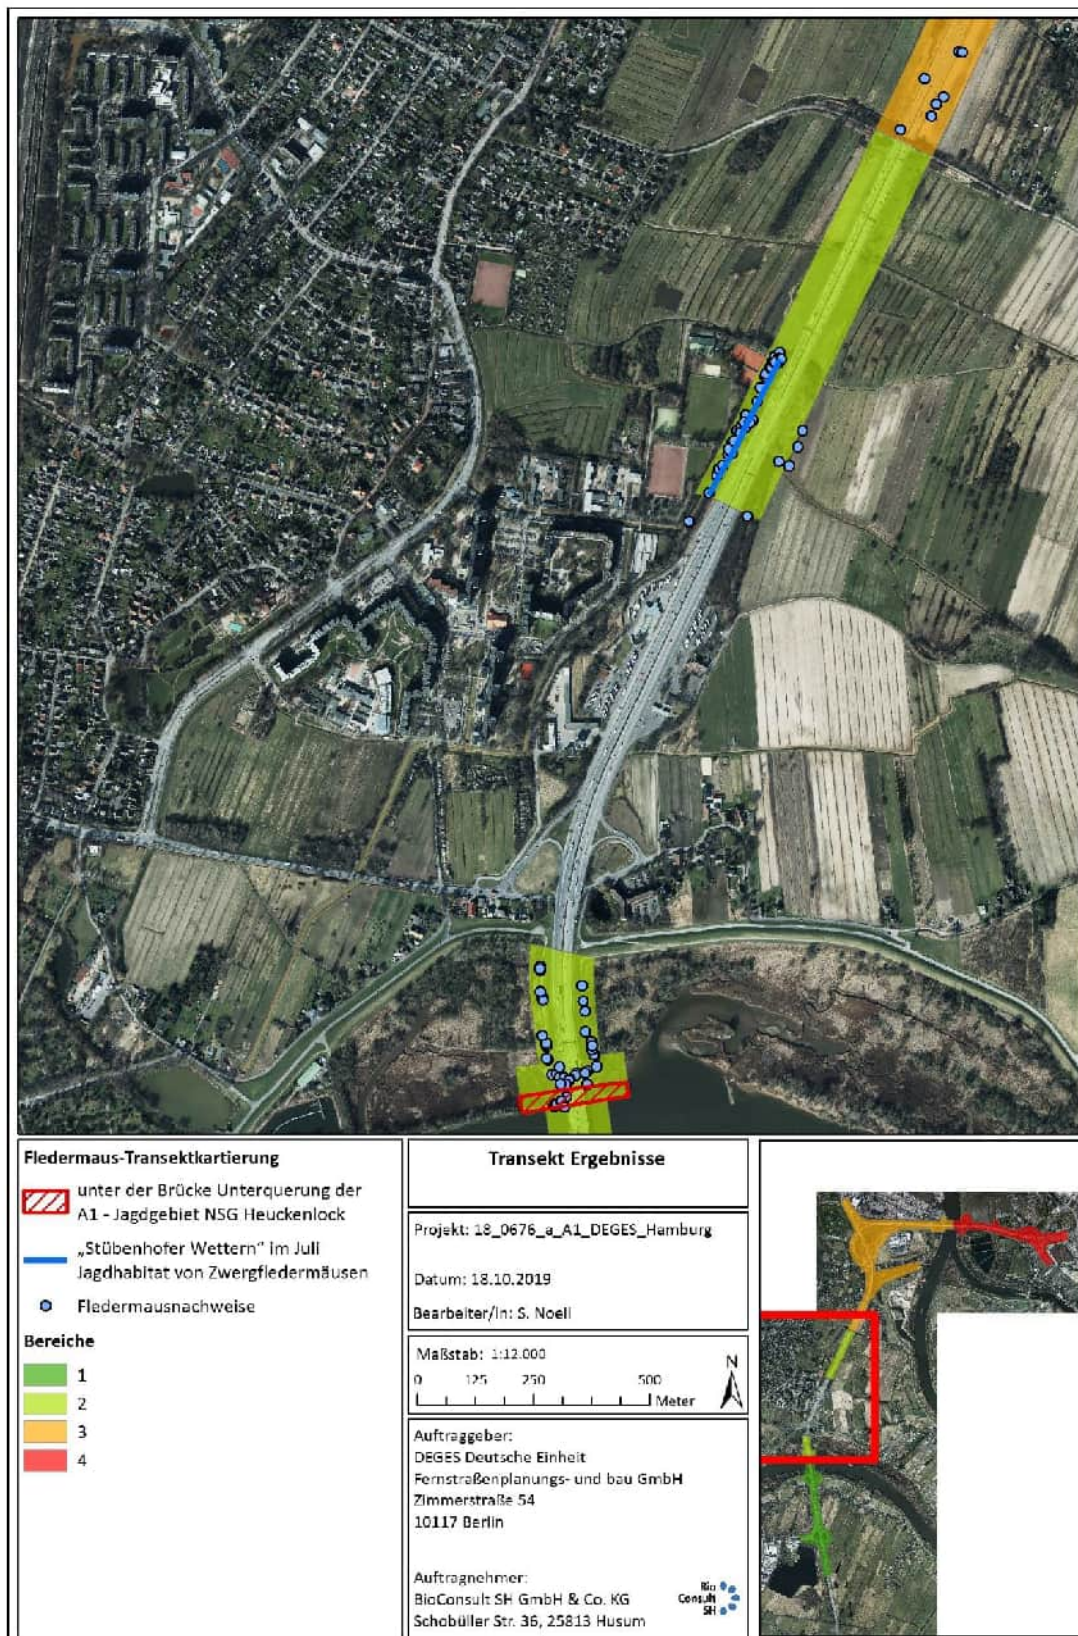 Fledermaus-Transektkartierung
unter der Brücke Unterquerung der
A1 - Jagdgebiet NSG Heuckenlock
„Stübenhofer Wettern“ im Juli
Jagdhabitat von Zwergfledermäusen
Fledermausnachweise
Bereiche
1
2
3
4
Transekt Ergebnisse
Projekt: 18_0676_a_A1_DEGES_Hamburg
Datum: 18.10.2019
Bearbeiter/in: S. Noell
Maßstab: 1:12.000
N
0 125 250 500
Meter
Auftraggeber:
DEGES Deutsche Einheit
Fernstraßenplanungs- und bau GmbH
Zimmerstraße 54
10117 Berlin
Auftragnehmer:
BioConsult SH GmbH & Co. KG
Schobüller Str. 36, 25813 Husum
Bio
Consult
SH